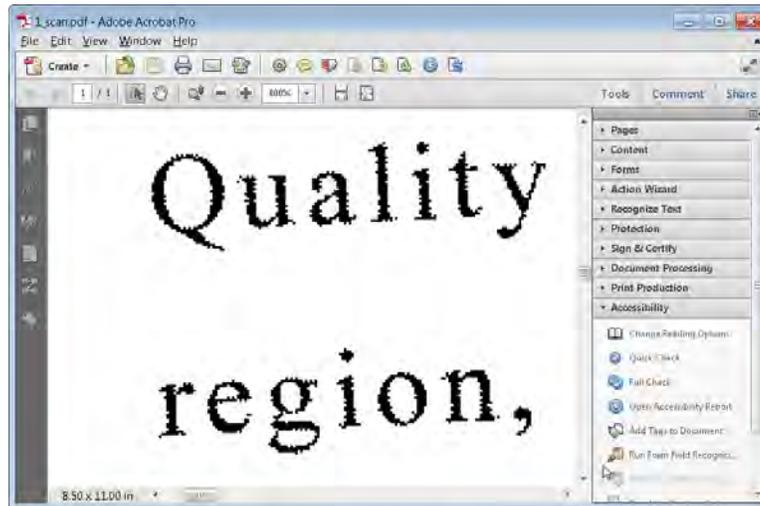 1_scan.pdf - Adobe Acrobat Pro
File Edit View Window Help
Create
1 / 1 800% Tools Comment Share
Pages
Content
Forms
Action Wizard
Recognize Text
Protection
Sign & Certify
Document Processing
Print Production
Accessibility
Change Reading Options
Quick Check
Full Check
Open Accessibility Report
Add Tags to Document
Run Form Field Recogni...
Quality
region,
8.50 x 11.00 in